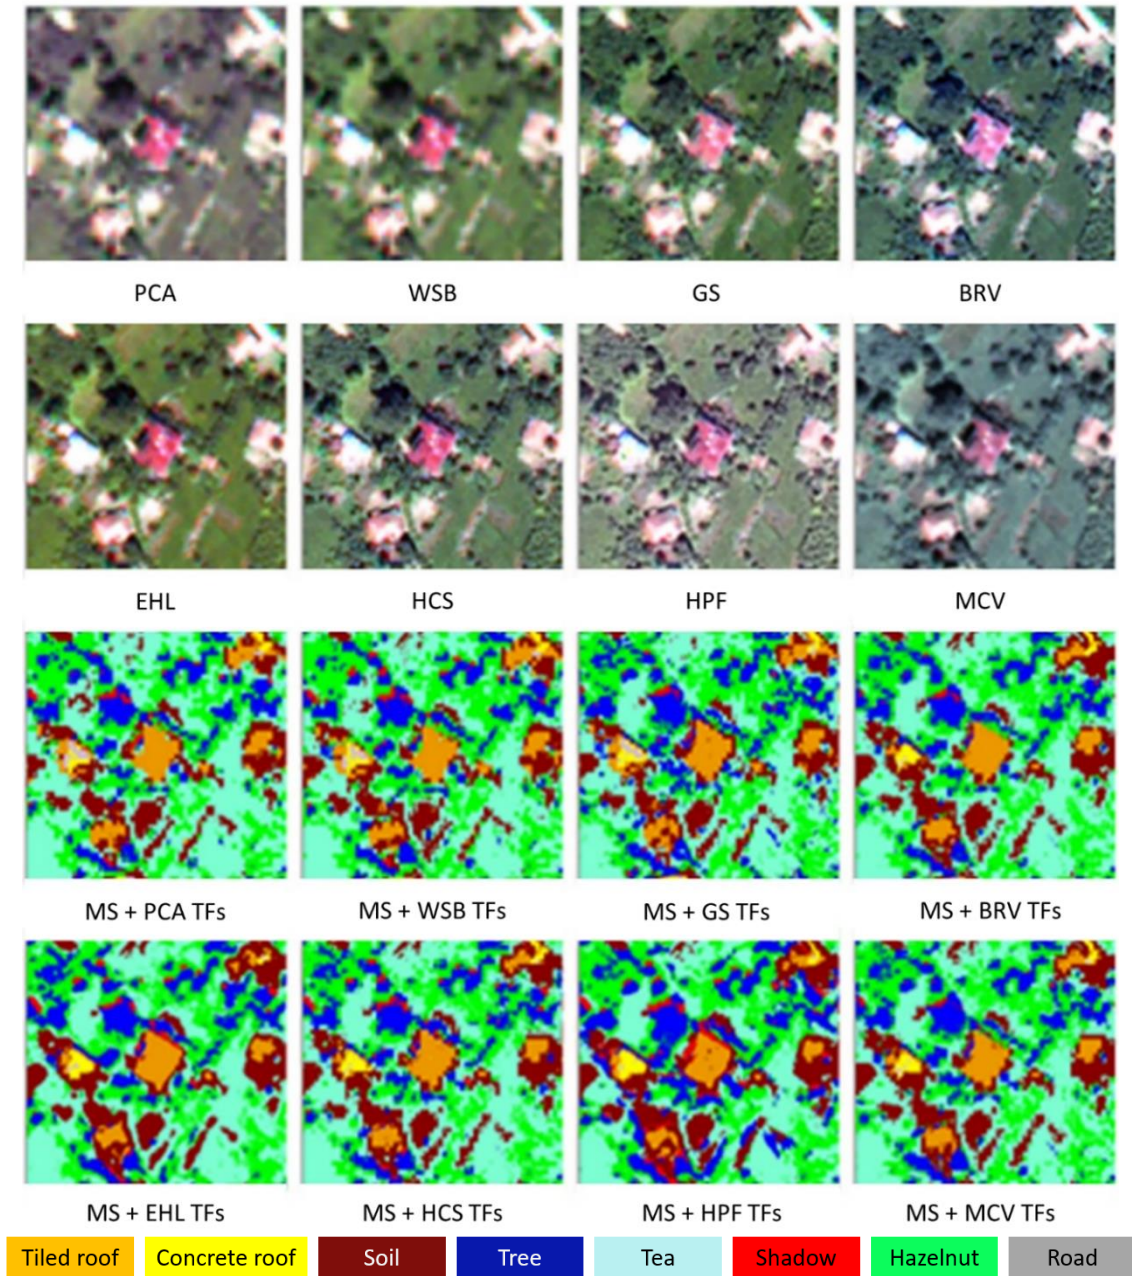 PCA WSB GS BRV
EHL HCS HPF MCV
MS + PCA TFs MS + WSB TFs MS + GS TFs MS + BRV TFs
MS + EHL TFs MS + HCS TFs MS + HPF TFs MS + MCV TFs
Tiled roof Concrete roof Soil Tree Tea Shadow Hazelnut Road